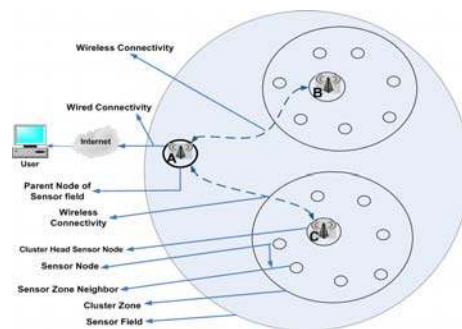 Wireless Connectivity
B
Wired Connectivity
Internet
A
User
Parent Node of
Sensor field
Wireless
Connectivity
C
Cluster Head Sensor Node
Sensor Node
Sensor Zone Neighbor
Cluster Zone
Sensor Field